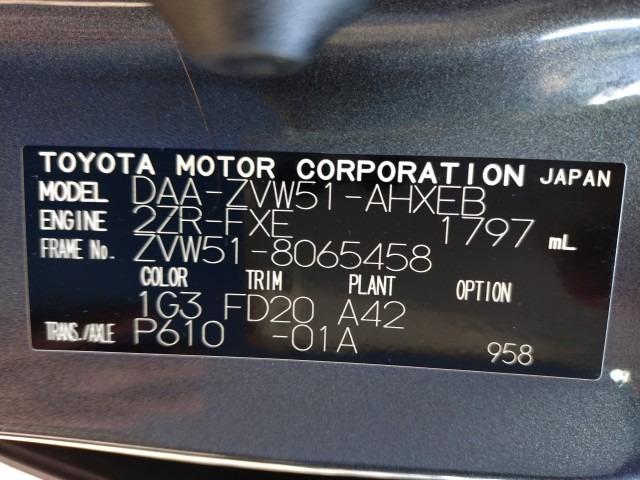 TOYOTA MOTOR CORPORATION JAPAN
MODEL DAA-ZVW51-AHXEB
ENGINE 2ZR-FXE 1797 mL
FRAME No. ZVW51-8065458
COLOR TRIM PLANT OPTION
1G3 FD20 A42
TRANS./AXLE P610 -01A 958